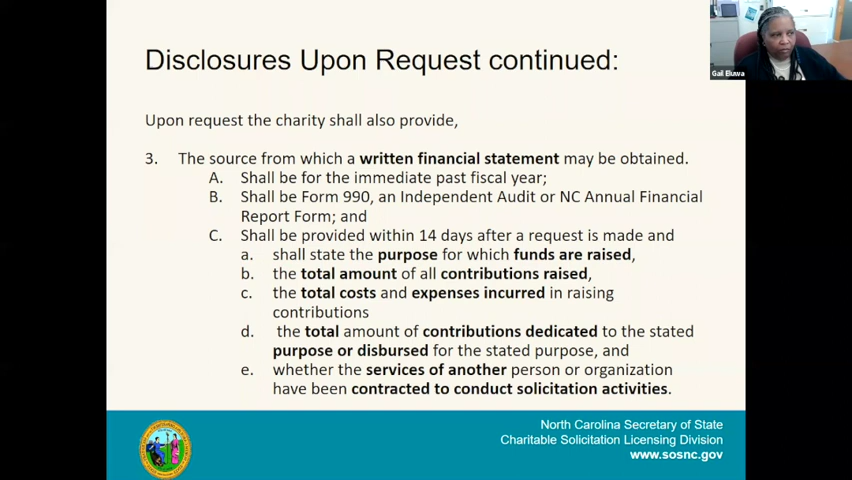 Disclosures Upon Request continued:
Gail Eluwa
Upon request the charity shall also provide,
3. The source from which a written financial statement may be obtained.
A. Shall be for the immediate past fiscal year;
B. Shall be Form 990, an Independent Audit or NC Annual Financial
Report Form; and
C. Shall be provided within 14 days after a request is made and
a. shall state the purpose for which funds are raised,
b. the total amount of all contributions raised,
c. the total costs and expenses incurred in raising
contributions
d. the total amount of contributions dedicated to the stated
purpose or disbursed for the stated purpose, and
e. whether the services of another person or organization
have been contracted to conduct solicitation activities.
North Carolina Secretary of State
Charitable Solicitation Licensing Division
www.sosnc.gov